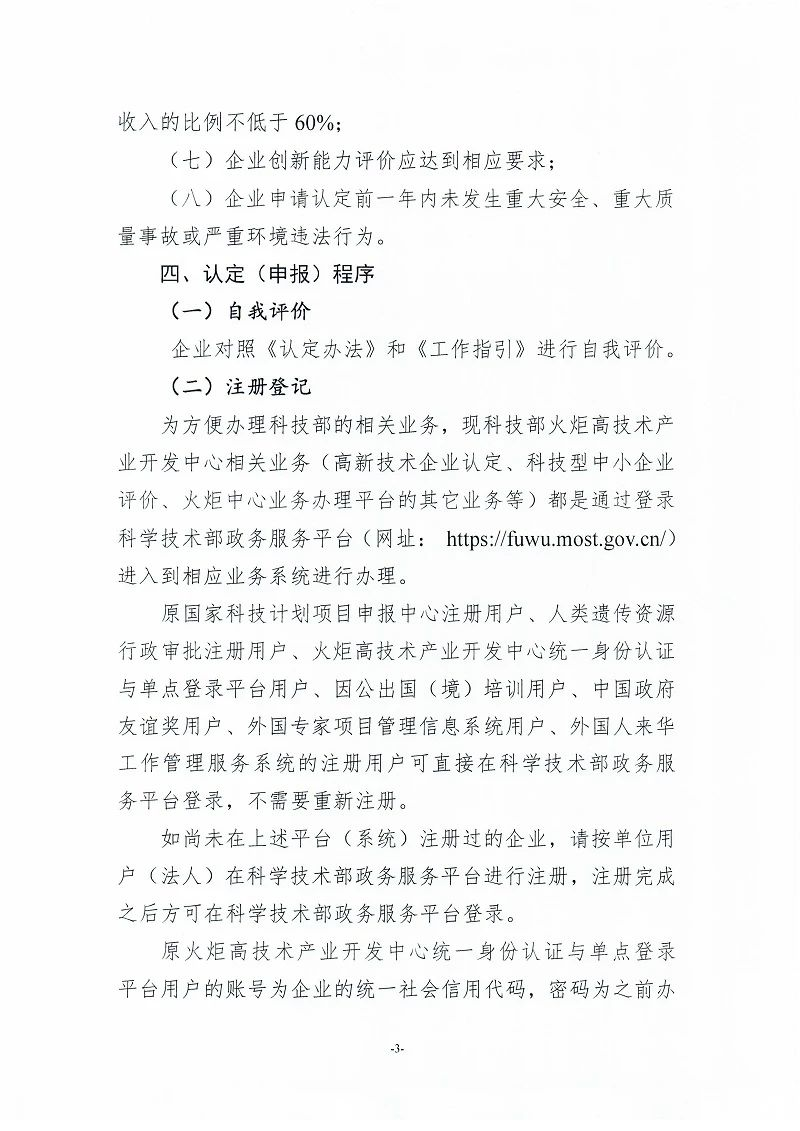 收入的比例不低于 60%；
（七）企业创新能力评价应达到相应要求；
（八）企业申请认定前一年内未发生重大安全、重大质
量事故或严重环境违法行为。
四、认定（申报）程序
（一）自我评价
企业对照《认定办法》和《工作指引》进行自我评价。
（二）注册登记
为方便办理科技部的相关业务，现科技部火炬高技术产
业开发中心相关业务（高新技术企业认定、科技型中小企业
评价、火炬中心业务办理平台的其它业务等）都是通过登录
科学技术部政务服务平台（网址： https://fuwu.most.gov.cn/）
进入到相应业务系统进行办理。
原国家科技计划项目申报中心注册用户、人类遗传资源
行政审批注册用户、火炬高技术产业开发中心统一身份认证
与单点登录平台用户、因公出国（境）培训用户、中国政府
友谊奖用户、外国专家项目管理信息系统用户、外国人来华
工作管理服务系统的注册用户可直接在科学技术部政务服
务平台登录，不需要重新注册。
如尚未在上述平台（系统）注册过的企业，请按单位用
户（法人）在科学技术部政务服务平台进行注册，注册完成
之后方可在科学技术部政务服务平台登录。
原火炬高技术产业开发中心统一身份认证与单点登录
平台用户的账号为企业的统一社会信用代码，密码为之前办
-3-